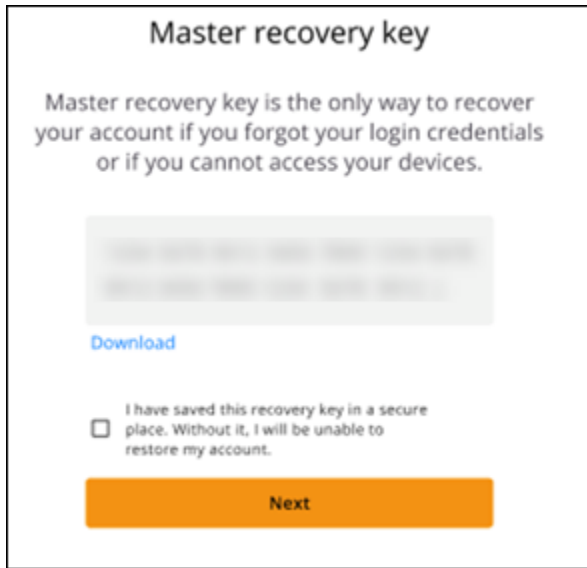 Master recovery key
Master recovery key is the only way to recover
your account if you forgot your login credentials
or if you cannot access your devices.
Download
I have saved this recovery key in a secure
place. Without it, I will be unable to
restore my account.
Next